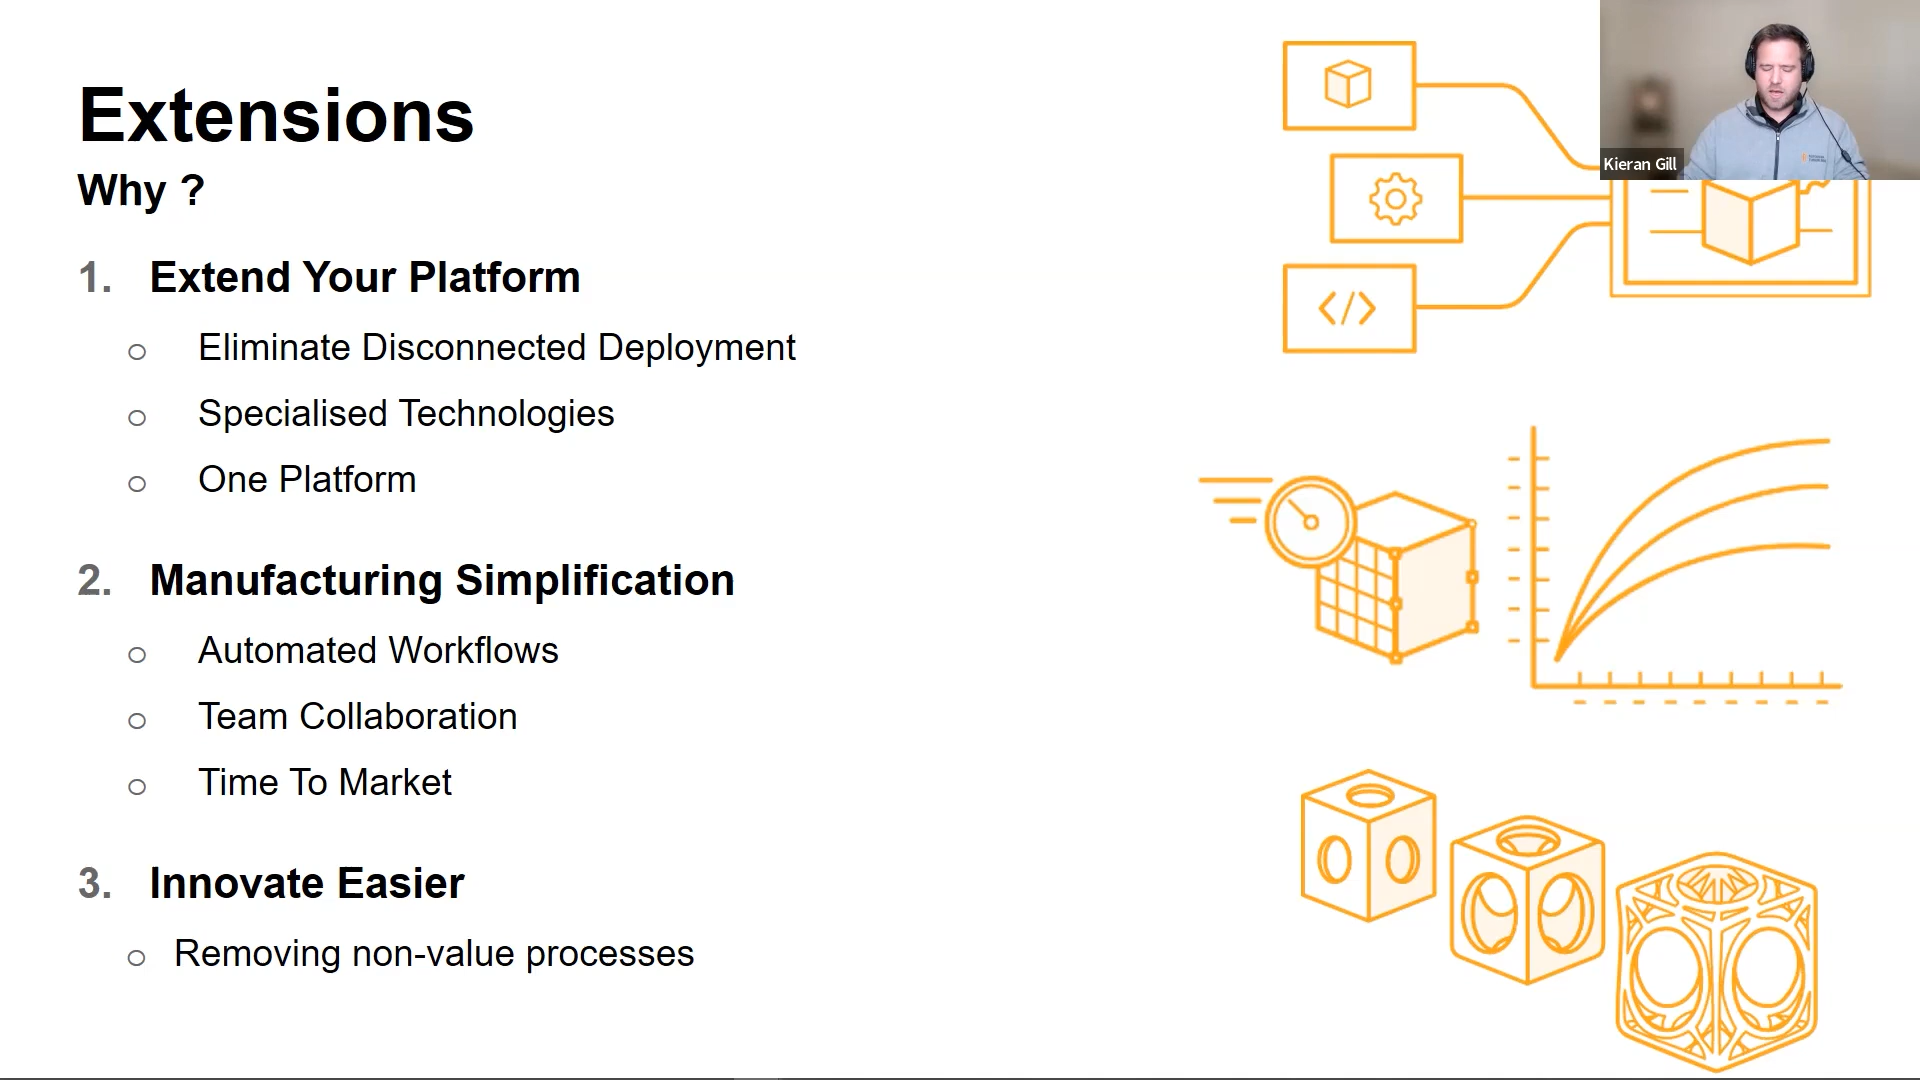 Extensions
Why ?
1. Extend Your Platform
o Eliminate Disconnected Deployment
o Specialised Technologies
o One Platform
2. Manufacturing Simplification
o Automated Workflows
o Team Collaboration
o Time To Market
3. Innovate Easier
o Removing non-value processes
</>
Kieran Gill